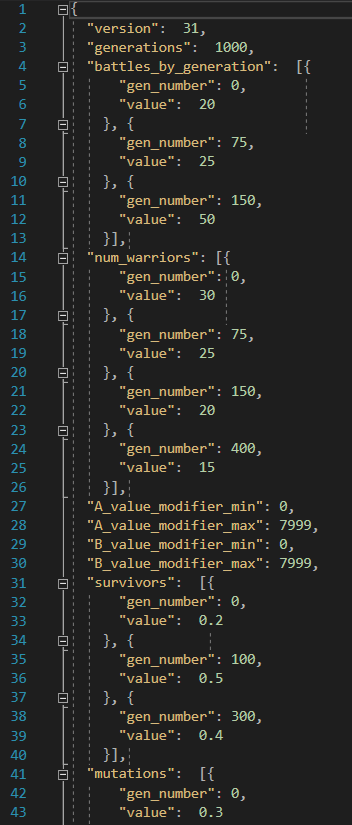 1 {
2 "version": 31,
3 "generations": 1000,
4 "battles_by_generation": [{
5 "gen_number": 0,
6 "value": 20
7 }, {
8 "gen_number": 75,
9 "value": 25
10 }, {
11 "gen_number": 150,
12 "value": 50
13 }],
14 "num_warriors": [{
15 "gen_number": 0,
16 "value": 30
17 }, {
18 "gen_number": 75,
19 "value": 25
20 }, {
21 "gen_number": 150,
22 "value": 20
23 }, {
24 "gen_number": 400,
25 "value": 15
26 }],
27 "A_value_modifier_min": 0,
28 "A_value_modifier_max": 7999,
29 "B_value_modifier_min": 0,
30 "B_value_modifier_max": 7999,
31 "survivors": [{
32 "gen_number": 0,
33 "value": 0.2
34 }, {
35 "gen_number": 100,
36 "value": 0.5
37 }, {
38 "gen_number": 300,
39 "value": 0.4
40 }],
41 "mutations": [{
42 "gen_number": 0,
43 "value": 0.3